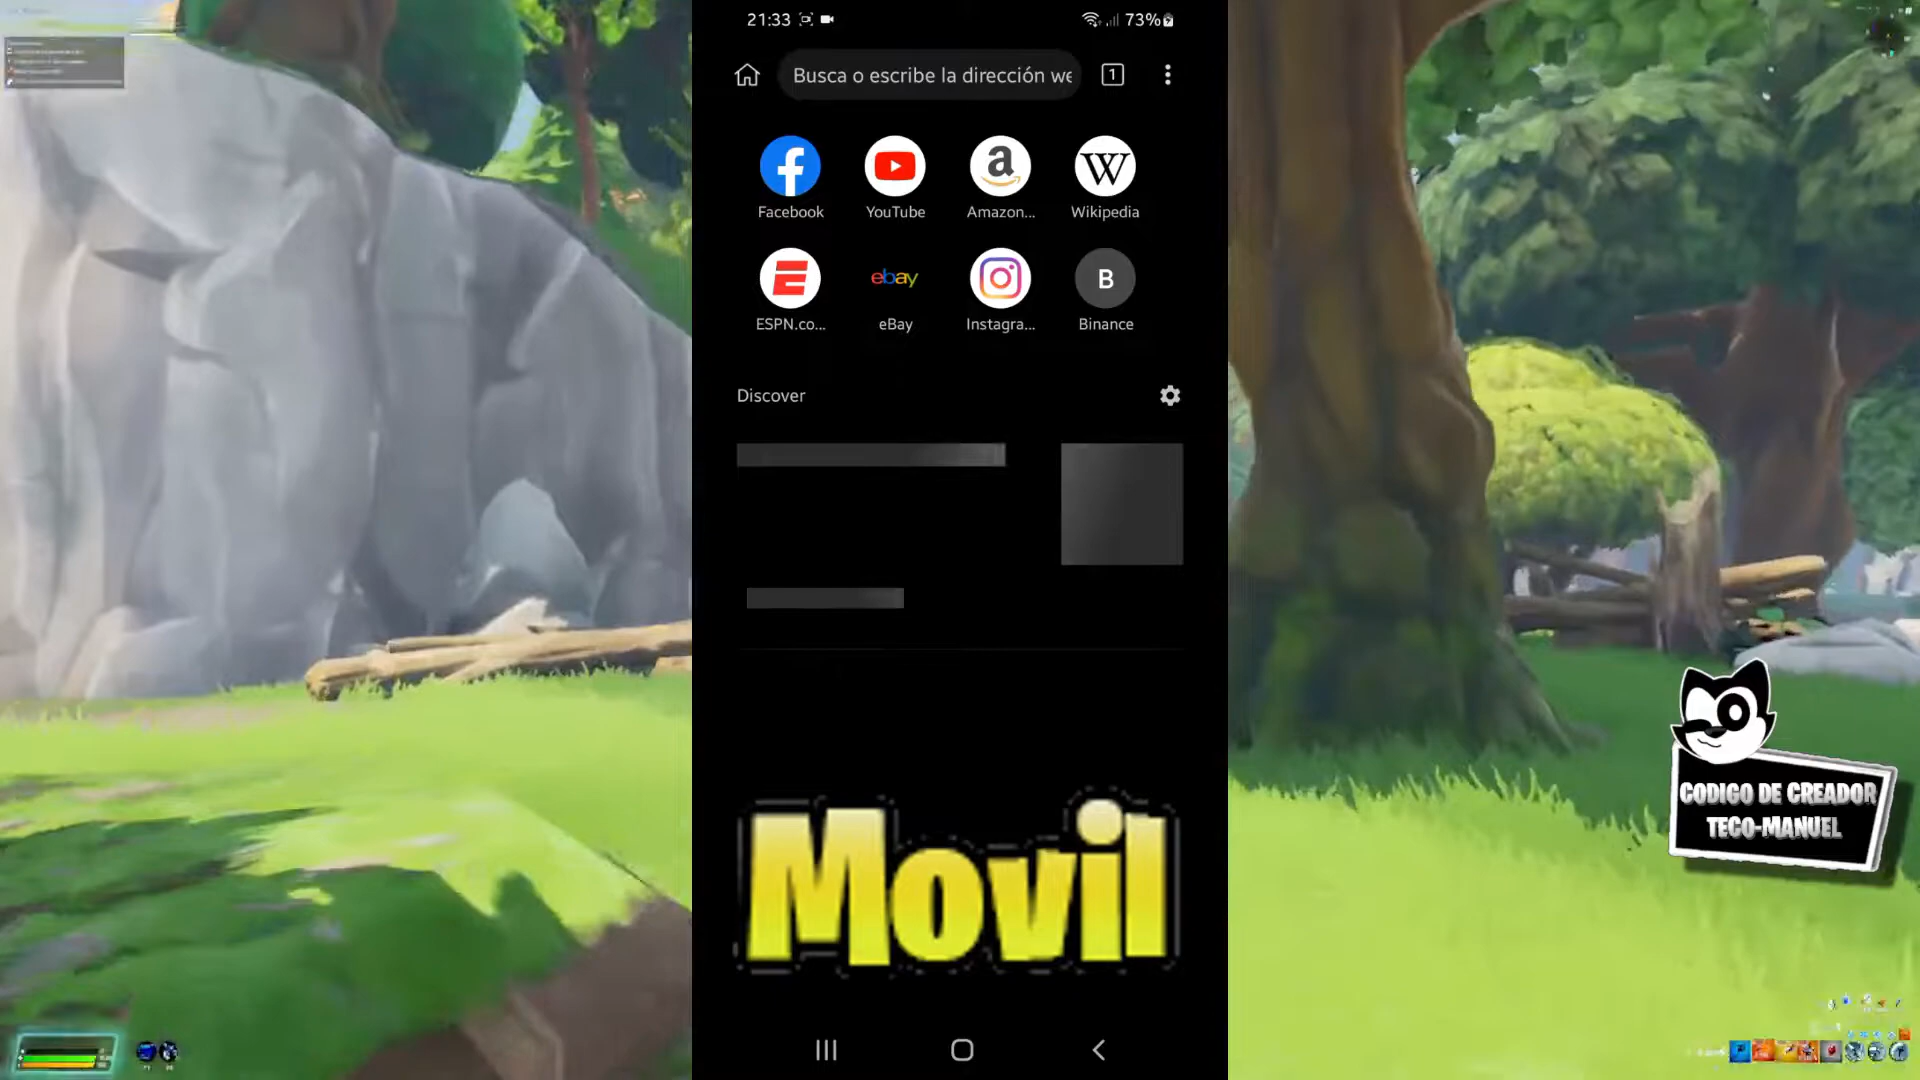 21:33
73%
Busca o escribe la dirección we
1
Facebook
YouTube
Amazon...
Wikipedia
ESPN.co...
ebay
eBay
Instagra...
B
Binance
Discover
Movil
CODIGO DE CREADOR
TECO-MANUEL